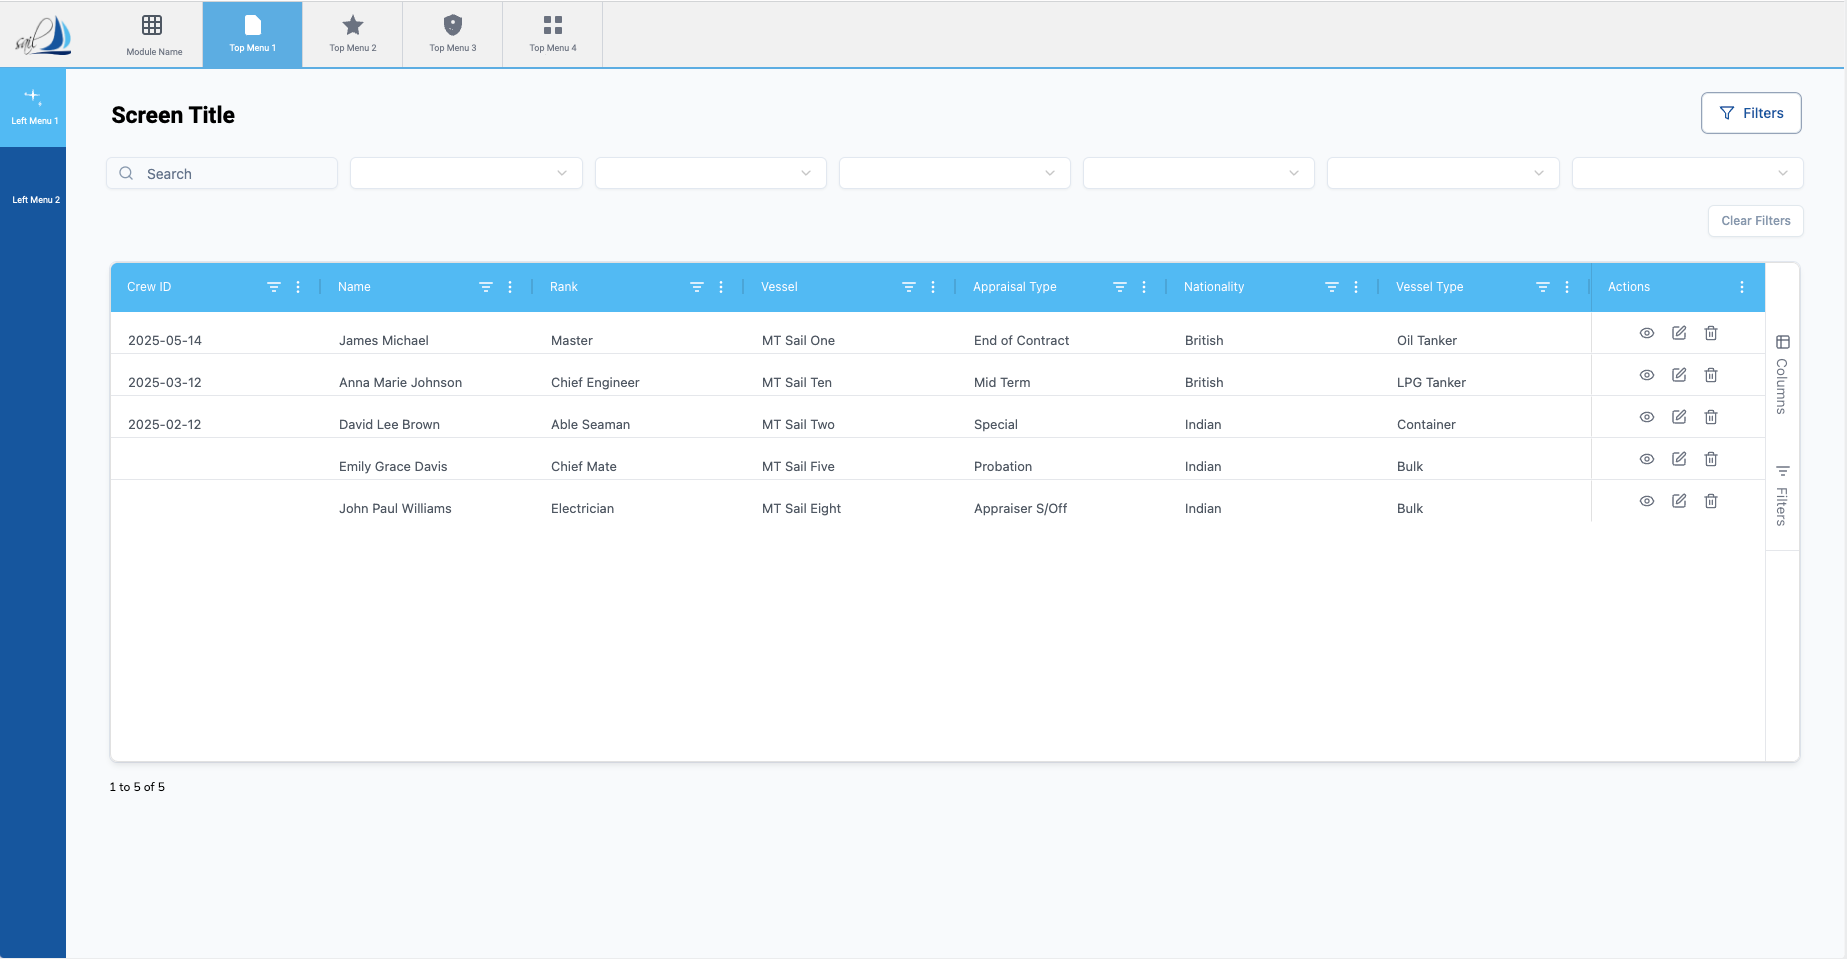 sail
Module Name
Top Menu 1
Top Menu 2
Top Menu 3
Top Menu 4
Left Menu 1
Left Menu 2
Screen Title
Filters
Search
Clear Filters
Crew ID Name Rank Vessel Appraisal Type Nationality Vessel Type Actions
2025-05-14 James Michael Master MT Sail One End of Contract British Oil Tanker
2025-03-12 Anna Marie Johnson Chief Engineer MT Sail Ten Mid Term British LPG Tanker
2025-02-12 David Lee Brown Able Seaman MT Sail Two Special Indian Container
Emily Grace Davis Chief Mate MT Sail Five Probation Indian Bulk
John Paul Williams Electrician MT Sail Eight Appraiser S/Off Indian Bulk
Columns
Filters
1 to 5 of 5